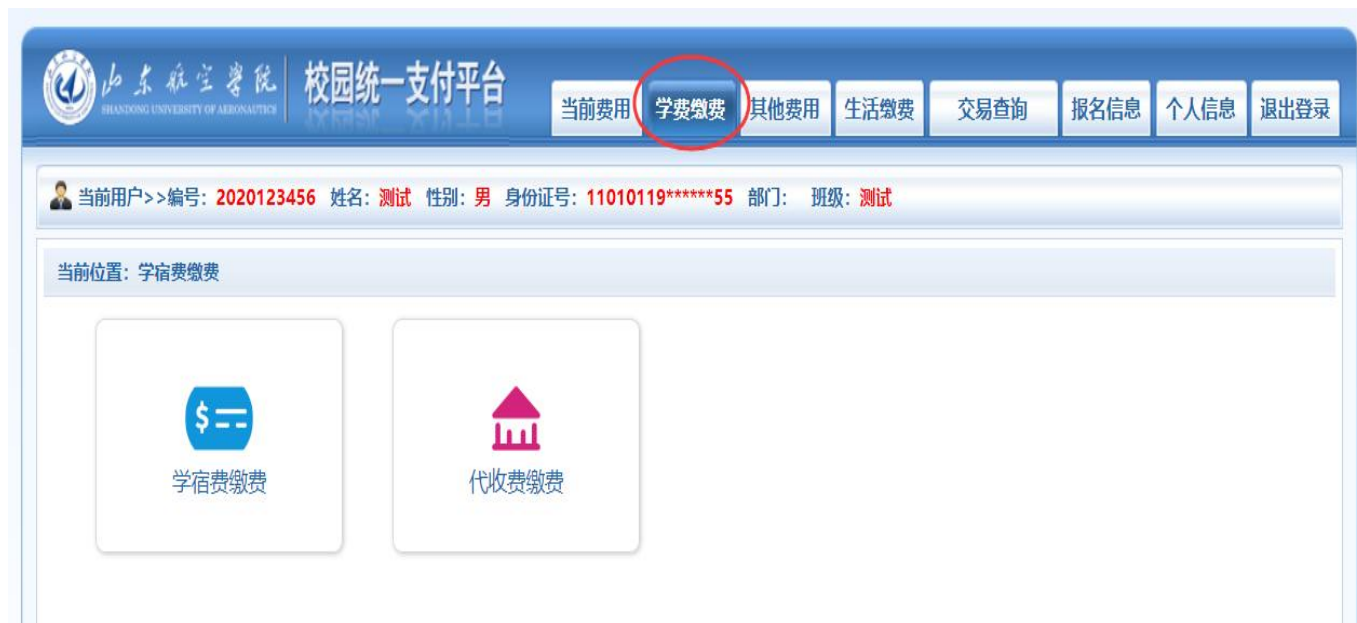 山东航空学院 校园统一支付平台
SHANDONG UNIVERSITY OF AERONAUTICS
当前费用 学费缴费 其他费用 生活缴费 交易查询 报名信息 个人信息 退出登录
当前用户>>编号：2020123456 姓名：测试 性别：男 身份证号：11010119******55 部门： 班级：测试
当前位置：学宿费缴费
学宿费缴费 代收费缴费